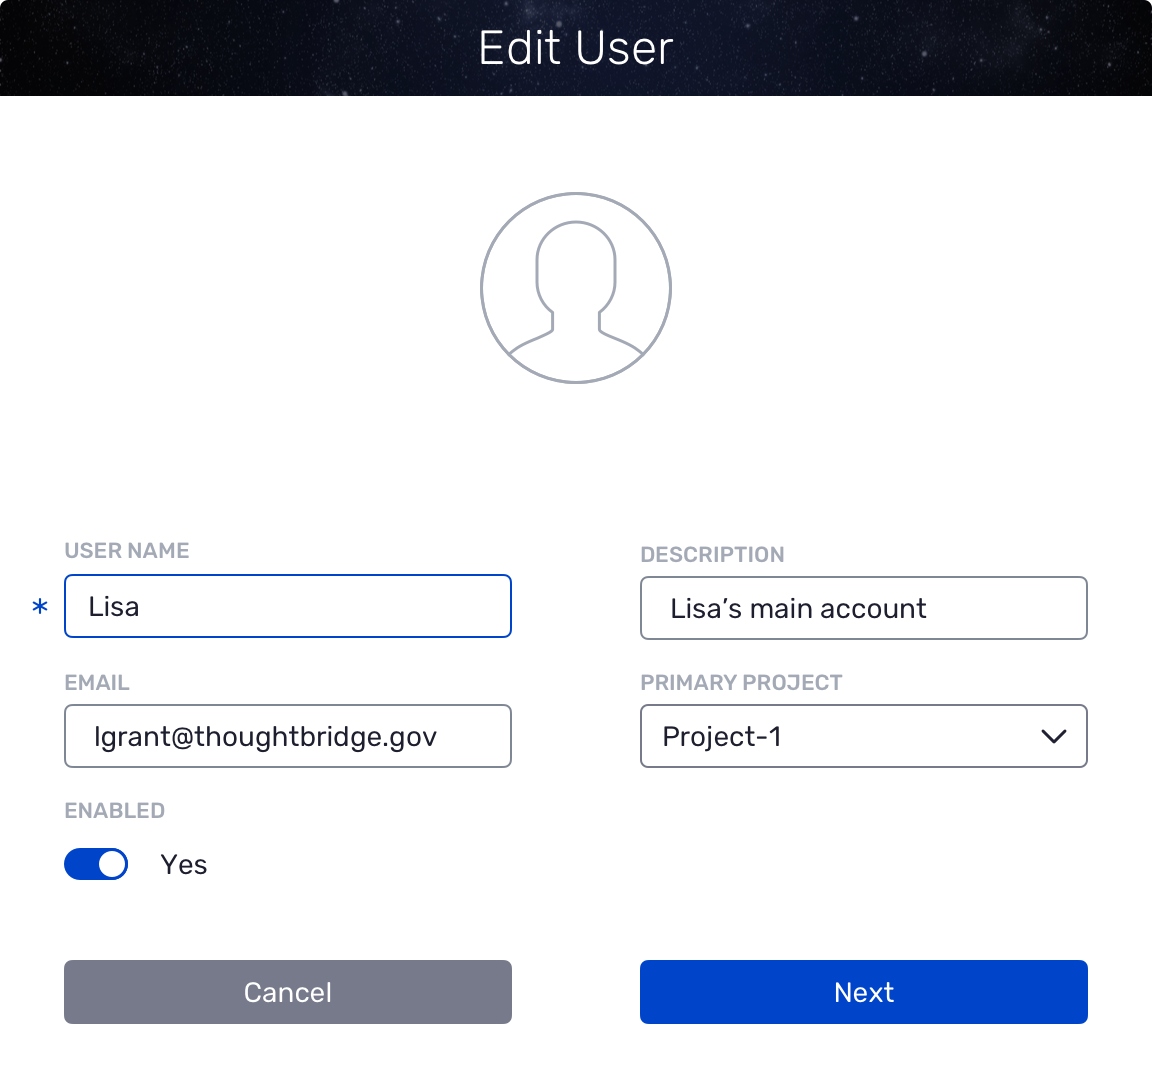 Edit User
USER NAME
* Lisa
DESCRIPTION
Lisa’s main account
EMAIL
lgrant@thoughtbridge.gov
PRIMARY PROJECT
Project-1
ENABLED
Yes
Cancel
Next